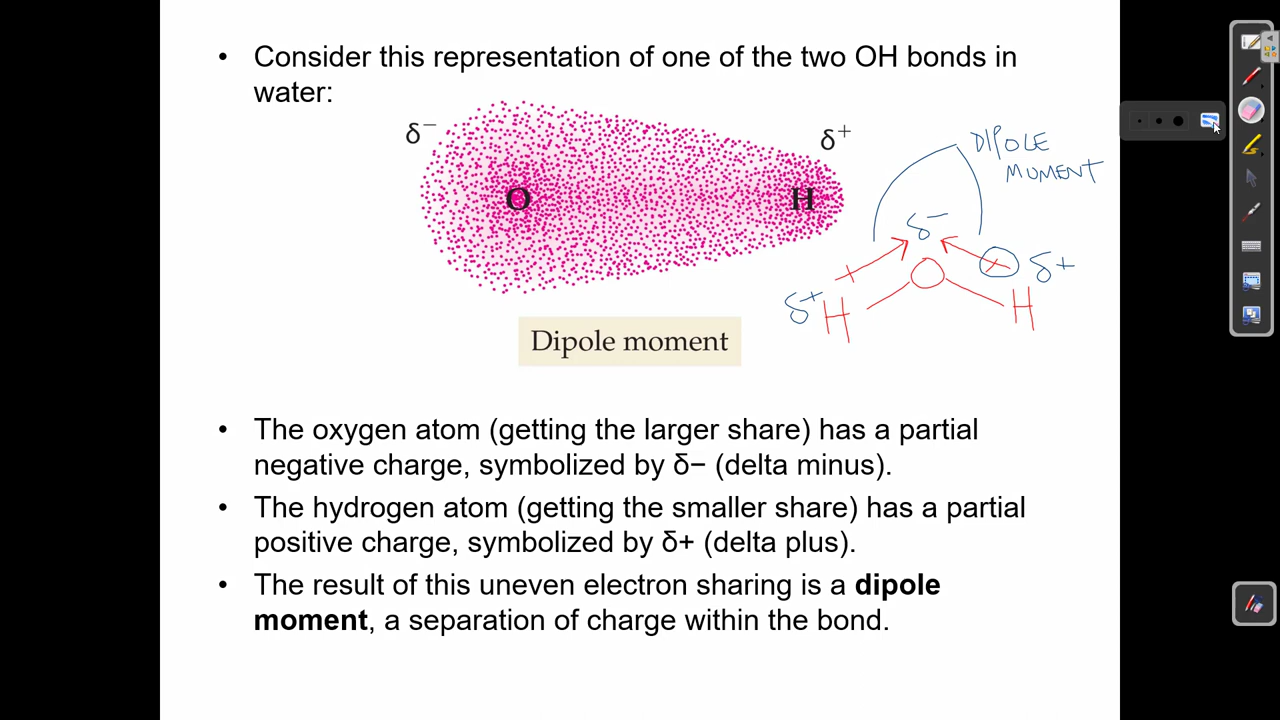 • Consider this representation of one of the two OH bonds in
water:
δ−
δ+
O
H
DIPOLE
MOMENT
δ−
δ+
O
δ+
H
H
Dipole moment
• The oxygen atom (getting the larger share) has a partial
negative charge, symbolized by δ− (delta minus).
• The hydrogen atom (getting the smaller share) has a partial
positive charge, symbolized by δ+ (delta plus).
• The result of this uneven electron sharing is a dipole
moment, a separation of charge within the bond.